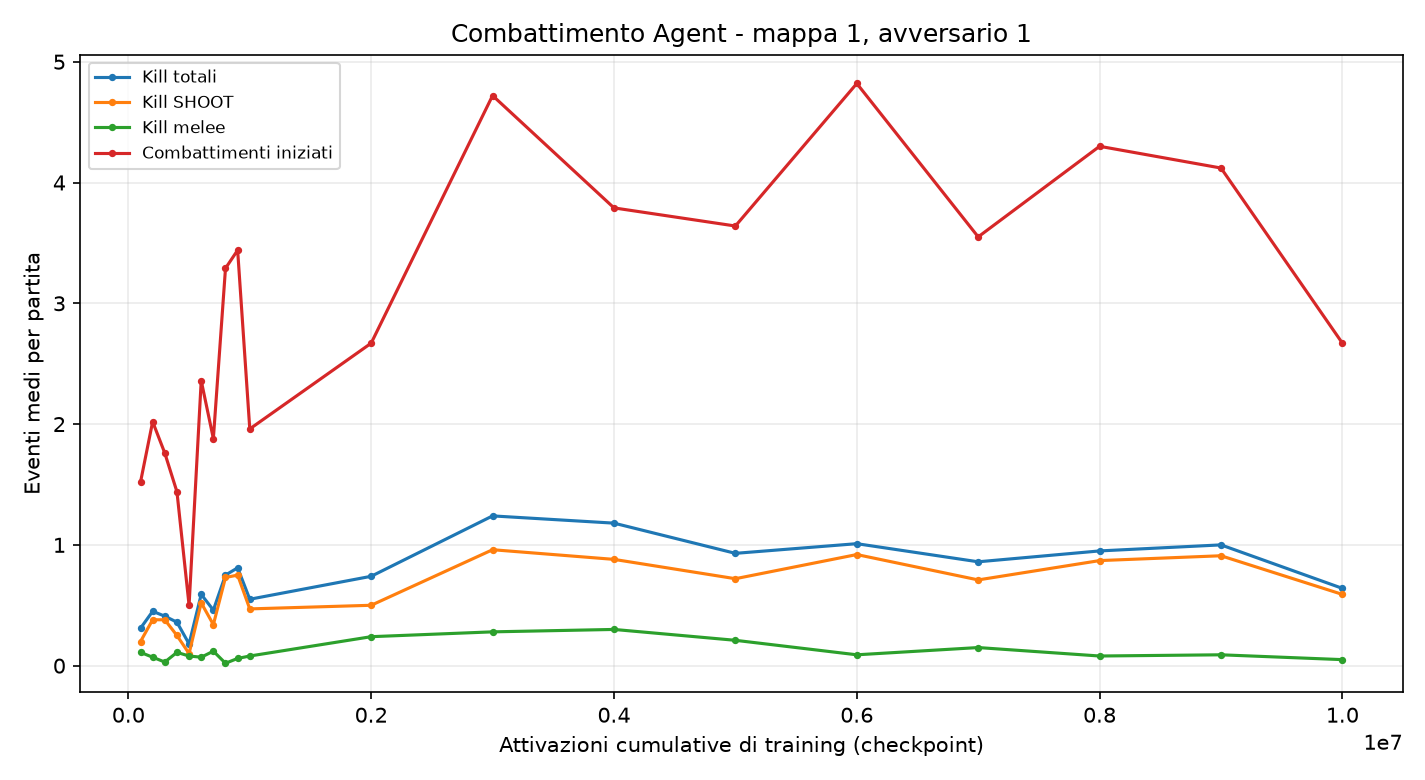 Combattimento Agent - mappa 1, avversario 1
Kill totali
Kill SHOOT
Kill melee
Combattimenti iniziati
Eventi medi per partita
5
4
3
2
1
0
0.0 0.2 0.4 0.6 0.8 1.0
1e7
Attivazioni cumulative di training (checkpoint)